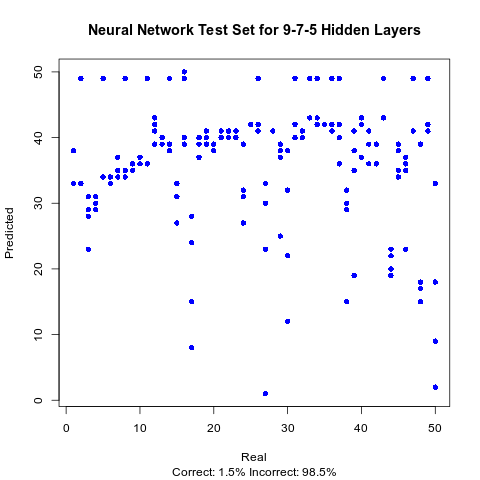 Neural Network Test Set for 9-7-5 Hidden Layers
Predicted
50
40
30
20
10
0
0 10 20 30 40 50
Real
Correct: 1.5% Incorrect: 98.5%